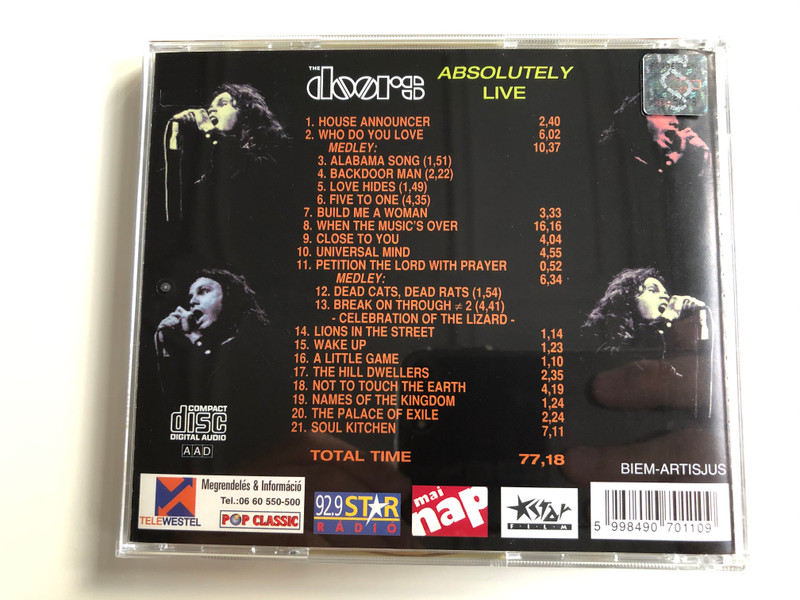 THE
doors
ABSOLUTELY
LIVE
1. HOUSE ANNOUNCER 2,40
2. WHO DO YOU LOVE 6,02
MEDLEY: 10,37
3. ALABAMA SONG (1,51)
4. BACKDOOR MAN (2,22)
5. LOVE HIDES (1,49)
6. FIVE TO ONE (4,35)
7. BUILD ME A WOMAN 3,33
8. WHEN THE MUSIC'S OVER 16,16
9. CLOSE TO YOU 4,04
10. UNIVERSAL MIND 4,55
11. PETITION THE LORD WITH PRAYER 0,52
MEDLEY: 6,34
12. DEAD CATS, DEAD RATS (1,54)
13. BREAK ON THROUGH ≠ 2 (4,41)
- CELEBRATION OF THE LIZARD -
14. LIONS IN THE STREET 1,14
15. WAKE UP 1,23
16. A LITTLE GAME 1,10
17. THE HILL DWELLERS 2,35
18. NOT TO TOUCH THE EARTH 4,19
19. NAMES OF THE KINGDOM 1,24
20. THE PALACE OF EXILE 2,24
21. SOUL KITCHEN 7,11
TOTAL TIME 77,18
COMPACT
disc
DIGITAL AUDIO
AAD
BIEM-ARTISJUS
TELEWESTEL
Megrendelés & Információ
Tel.:06 60 550-500
POP CLASSIC
92.9 STAR
RÁDIÓ
mai
nap
Star
FILM
5 998490 701109